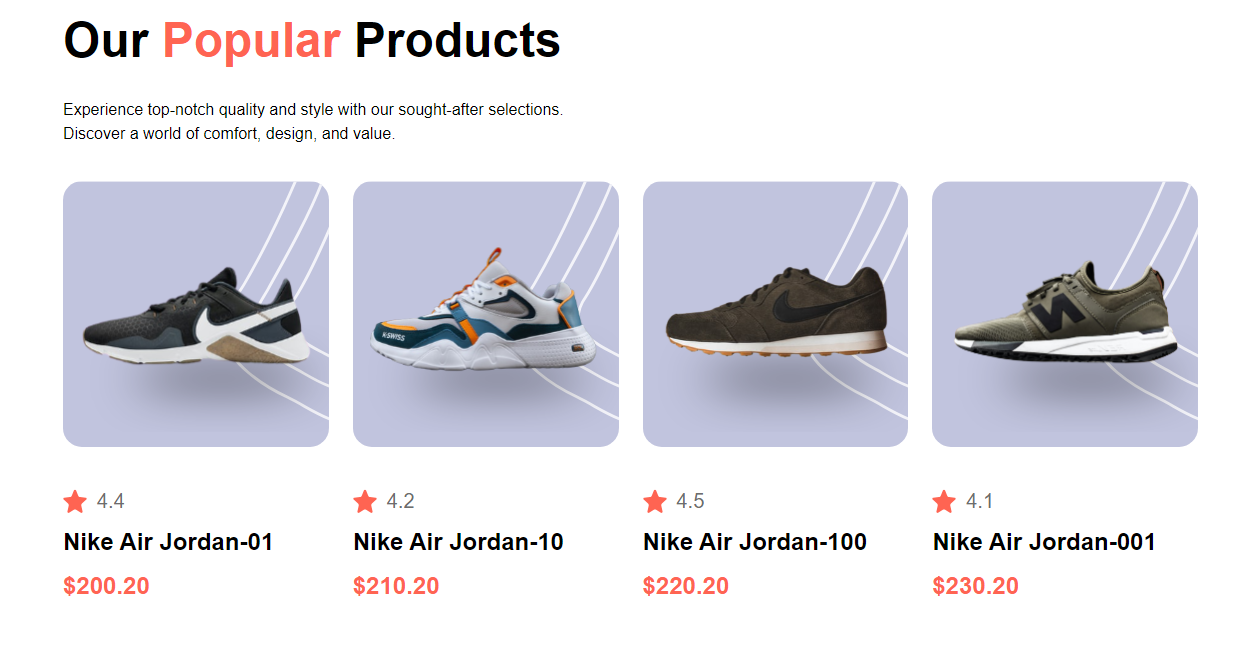 Our Popular Products
Experience top-notch quality and style with our sought-after selections.
Discover a world of comfort, design, and value.
K-SWISS
4.4
4.2
4.5
4.1
Nike Air Jordan-01
Nike Air Jordan-10
Nike Air Jordan-100
Nike Air Jordan-001
$200.20
$210.20
$220.20
$230.20